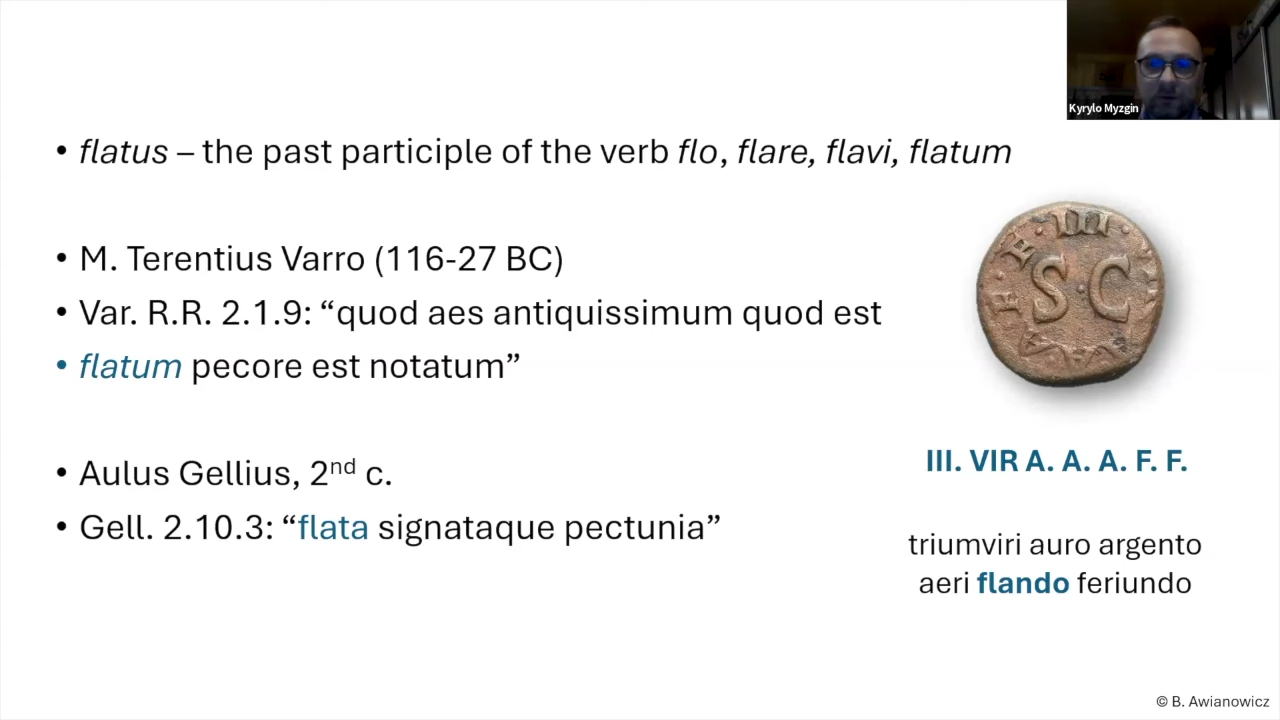 Kyrylo Myzgin
• flatus – the past participle of the verb flo, flare, flavi, flatum
• M. Terentius Varro (116-27 BC)
• Var. R.R. 2.1.9: “quod aes antiquissimum quod est
• flatum pecore est notatum”
• Aulus Gellius, 2nd c.
• Gell. 2.10.3: “flata signataque pectunia”
III
S C
III. VIR A. A. A. F. F.
triumviri auro argento
aeri flando feriundo
© B. Awianowicz